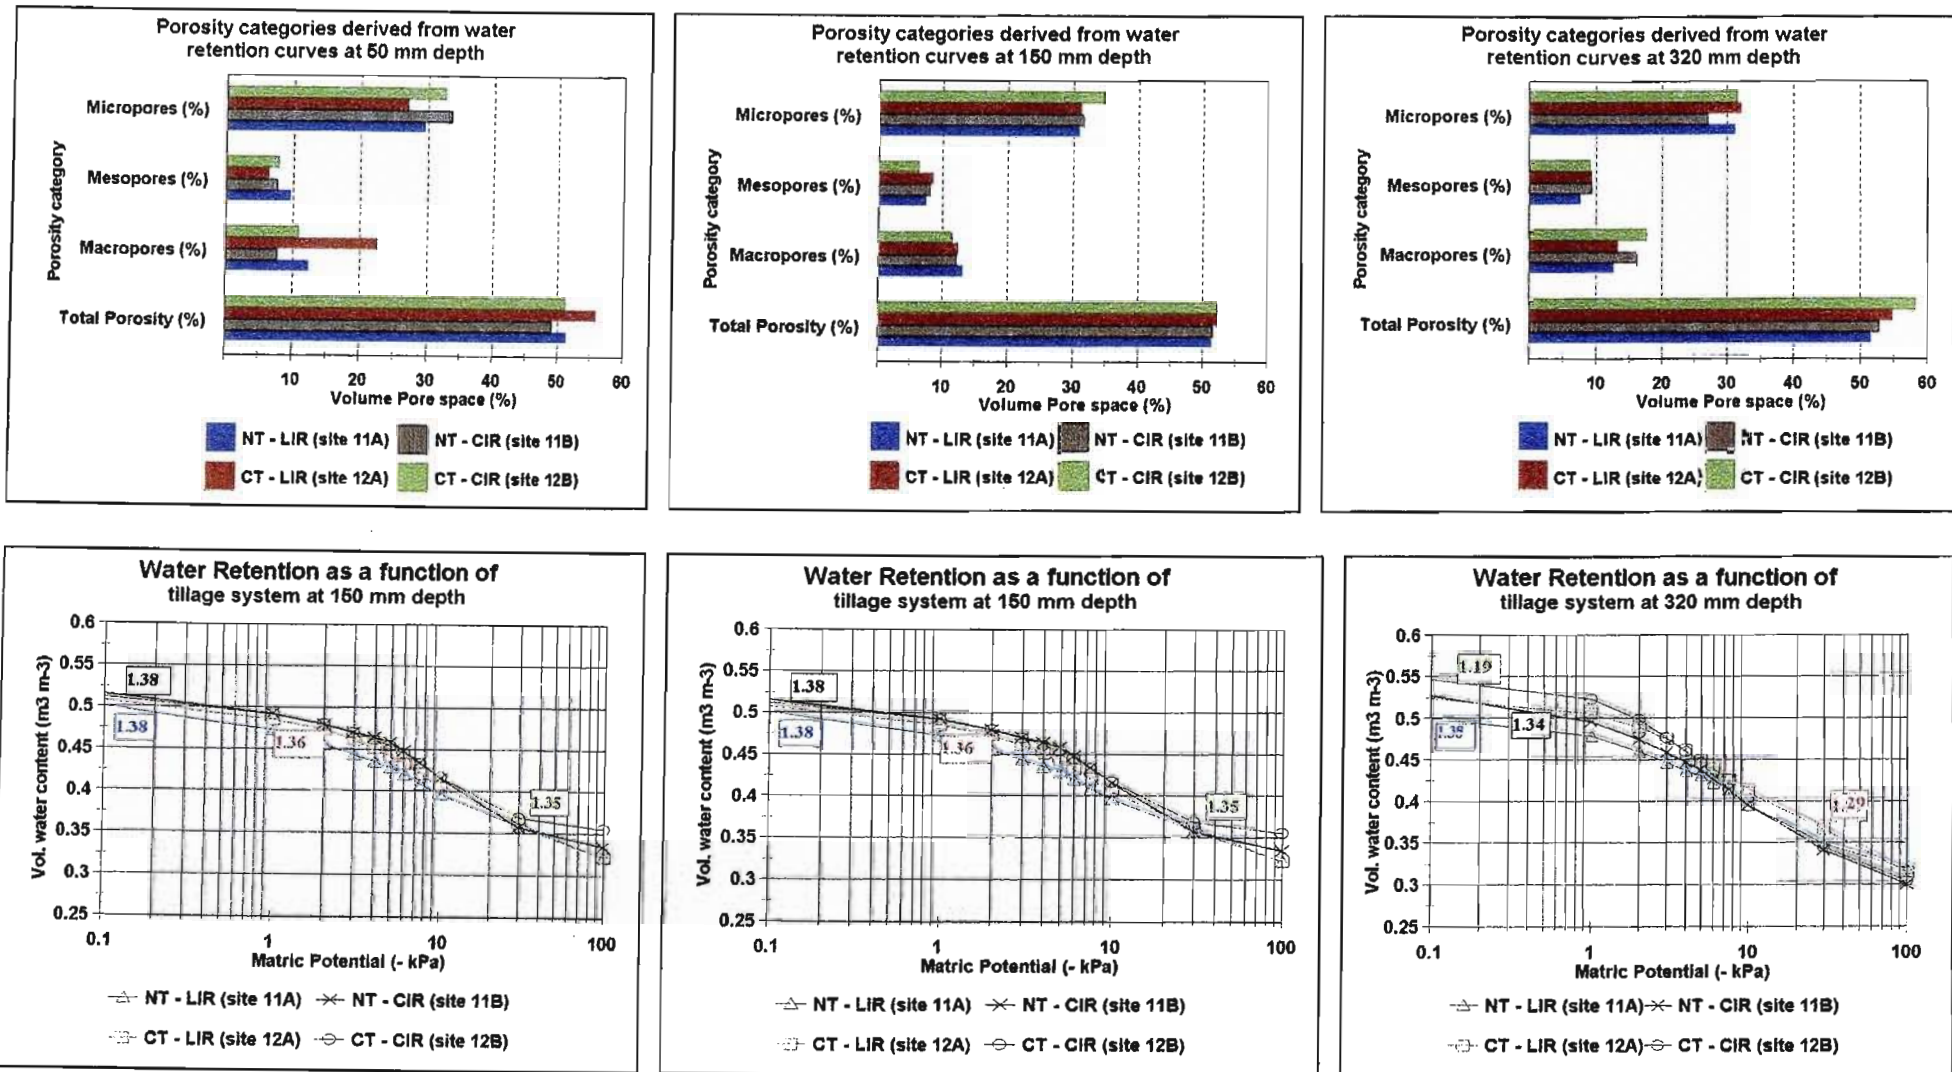 Porosity categories derived from water
retention curves at 50 mm depth
Porosity category
Micropores (%)
Mesopores (%)
Macropores (%)
Total Porosity (%)
10 20 30 40 50 60
Volume Pore space (%)
NT - LIR (site 11A) NT - CIR (site 11B)
CT - LIR (site 12A) CT - CIR (site 12B)
Porosity categories derived from water
retention curves at 150 mm depth
Porosity category
Micropores (%)
Mesopores (%)
Macropores (%)
Total Porosity (%)
10 20 30 40 50 60
Volume Pore space (%)
NT - LIR (site 11A) NT - CIR (site 11B)
CT - LIR (site 12A) CT - CIR (site 12B)
Porosity categories derived from water
retention curves at 320 mm depth
Porosity category
Micropores (%)
Mesopores (%)
Macropores (%)
Total Porosity (%)
10 20 30 40 50 60
Volume Pore space (%)
NT - LIR (site 11A) NT - CIR (site 11B)
CT - LIR (site 12A) CT - CIR (site 12B)
Water Retention as a function of
tillage system at 150 mm depth
Vol. water content (m3 m-3)
0.6
0.55
0.5
0.45
0.4
0.35
0.3
0.25
1.38
1.38
1.36
1.35
0.1 1 10 100
Matric Potential (- kPa)
NT - LIR (site 11A) NT - CIR (site 11B)
CT - LIR (site 12A) CT - CIR (site 12B)
Water Retention as a function of
tillage system at 150 mm depth
Vol. water content (m3 m-3)
0.6
0.55
0.5
0.45
0.4
0.35
0.3
0.25
1.38
1.38
1.36
1.35
0.1 1 10 100
Matric Potential (- kPa)
NT - LIR (site 11A) NT - CIR (site 11B)
CT - LIR (site 12A) CT - CIR (site 12B)
Water Retention as a function of
tillage system at 320 mm depth
Vol. water content (m3 m-3)
0.6
0.55
0.5
0.45
0.4
0.35
0.3
0.25
1.19
1.38
1.34
1.29
0.1 1 10 100
Matric Potential (- kPa)
NT - LIR (site 11A) NT - CIR (site 11B)
CT - LIR (site 12A) CT - CIR (site 12B)